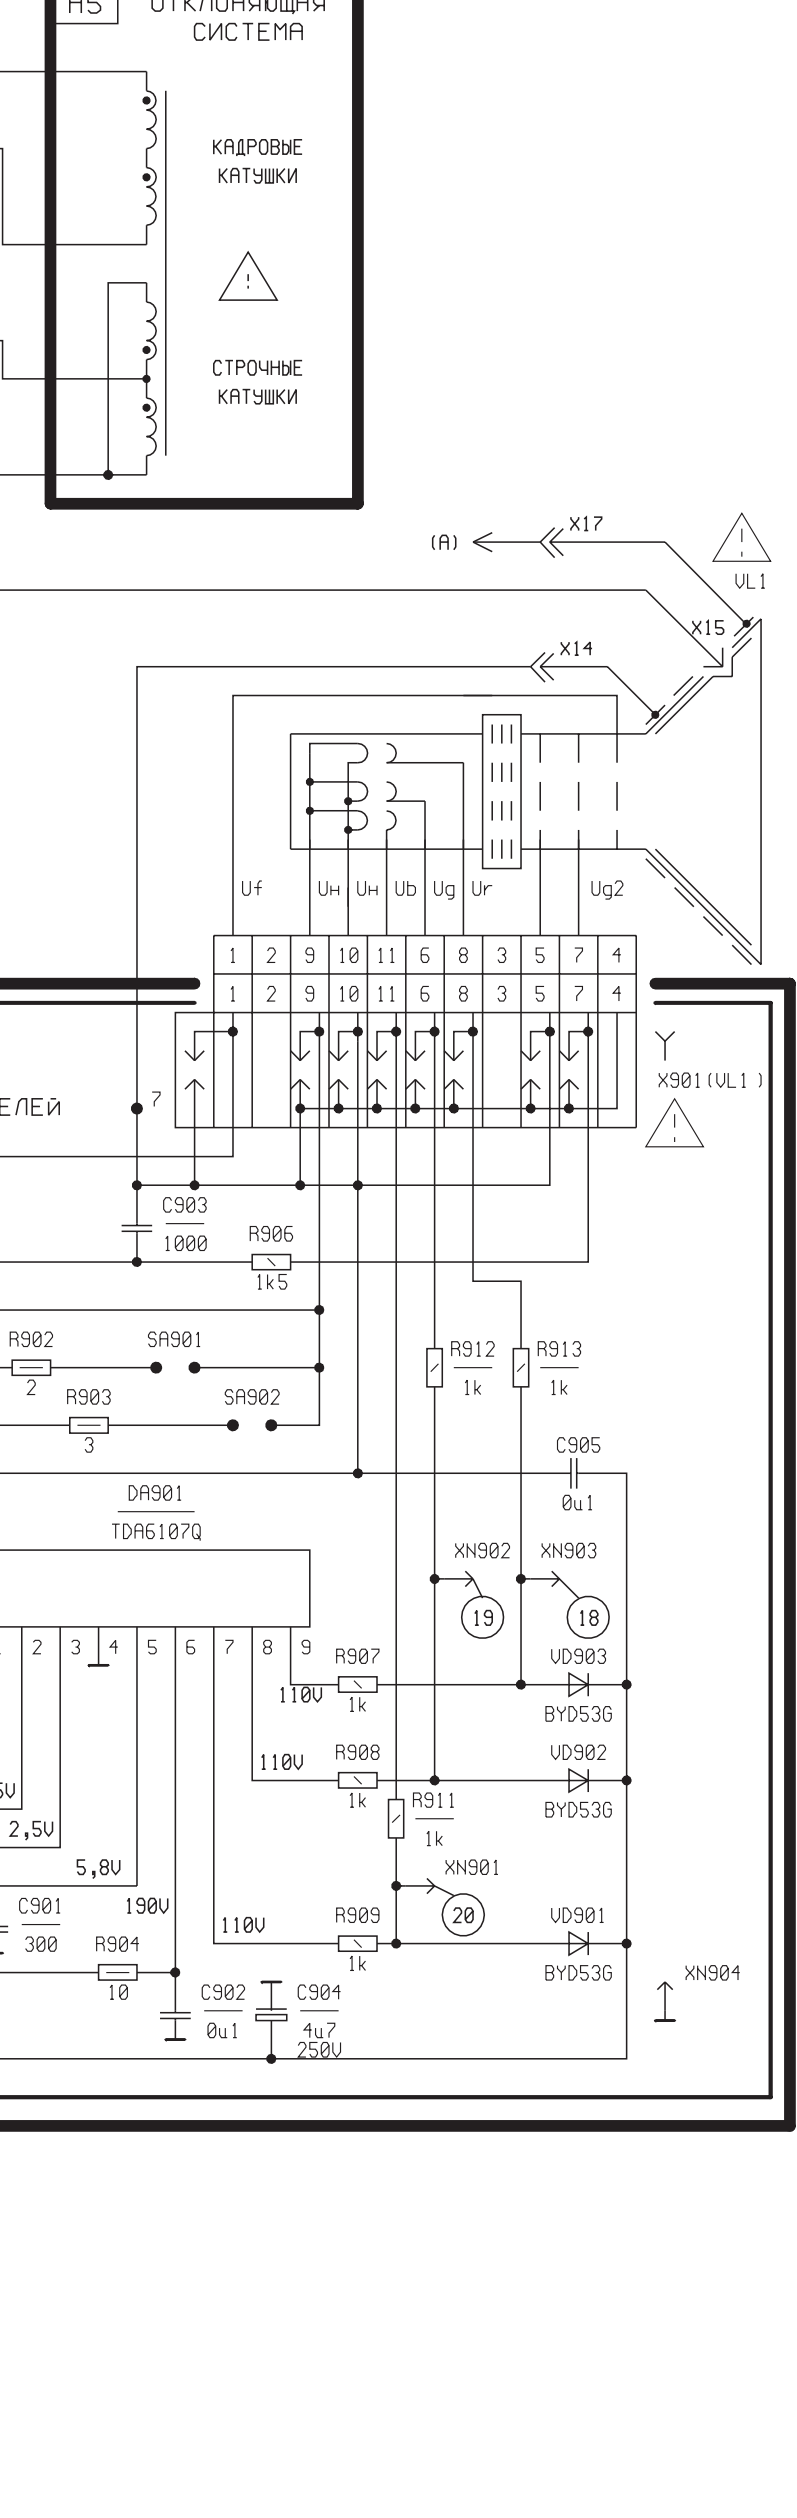 A5
ОТКЛОНЯЮЩАЯ
СИСТЕМА
КАДРОВЫЕ
КАТУШКИ
!
СТРОЧНЫЕ
КАТУШКИ
(A)
X17
!
VL1
X15
X14
Uf
Uн
Uн
Ub
Ug
Ur
Ug2
1 2 9 10 11 6 8 3 5 7 4
1 2 9 10 11 6 8 3 5 7 4
X901(VL1 )
!
ЕЛЕЙ
7
C903
1000
R906
1k5
R902
2
SA901
R903
3
SA902
R912
1k
R913
1k
C905
0u1
DA901
TDA6107Q
XN902
19
XN903
18
2 3 4 5 6 7 8 9
110V
R907
1k
VD903
BYD53G
110V
R908
1k
VD902
BYD53G
5V
2,5V
5,8V
190V
R911
1k
XN901
20
C901
300
R904
10
110V
R909
1k
VD901
BYD53G
C902
0u1
C904
4u7
250V
XN904